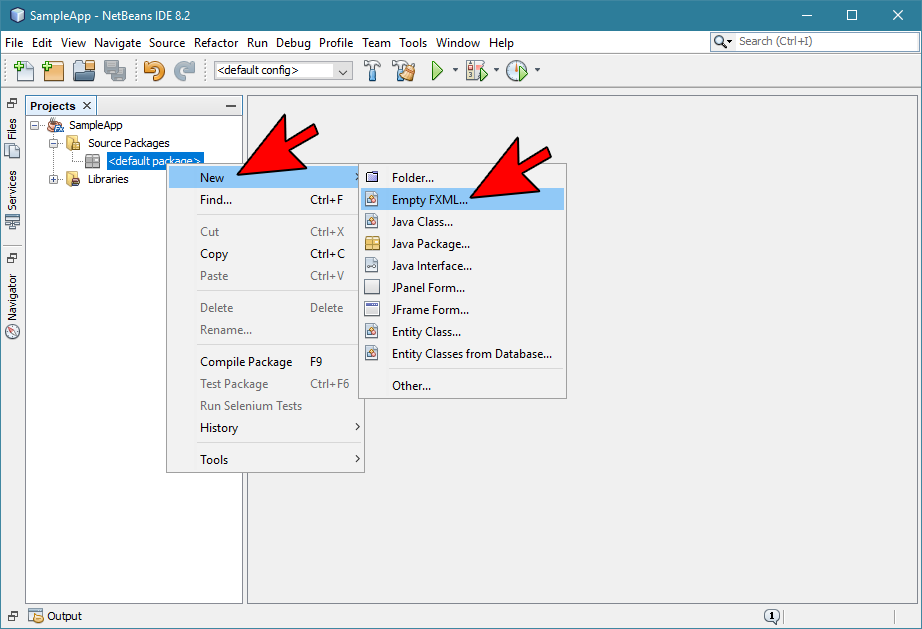 SampleApp - NetBeans IDE 8.2
File Edit View Navigate Source Refactor Run Debug Profile Team Tools Window Help
Search (Ctrl+I)
<default config>
Projects
Files
Services
Navigator
SampleApp
Source Packages
<default package>
Libraries
New
Find... Ctrl+F
Cut Ctrl+X
Copy Ctrl+C
Paste Ctrl+V
Delete Delete
Rename...
Compile Package F9
Test Package Ctrl+F6
Run Selenium Tests
History
Tools
Folder...
Empty FXML...
Java Class...
Java Package...
Java Interface...
JPanel Form...
JFrame Form...
Entity Class...
Entity Classes from Database...
Other...
Output
1